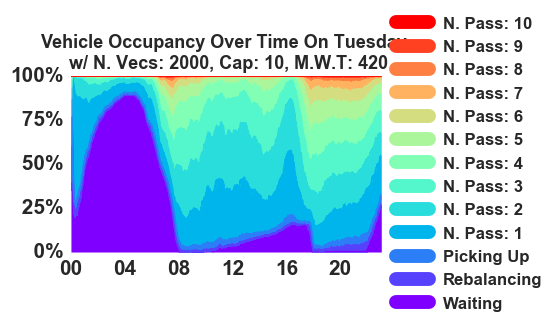 Vehicle Occupancy Over Time On Tuesday
w/ N. Vecs: 2000, Cap: 10, M.W.T: 420
100%
75%
50%
25%
0%
00 04 08 12 16 20
N. Pass: 10
N. Pass: 9
N. Pass: 8
N. Pass: 7
N. Pass: 6
N. Pass: 5
N. Pass: 4
N. Pass: 3
N. Pass: 2
N. Pass: 1
Picking Up
Rebalancing
Waiting